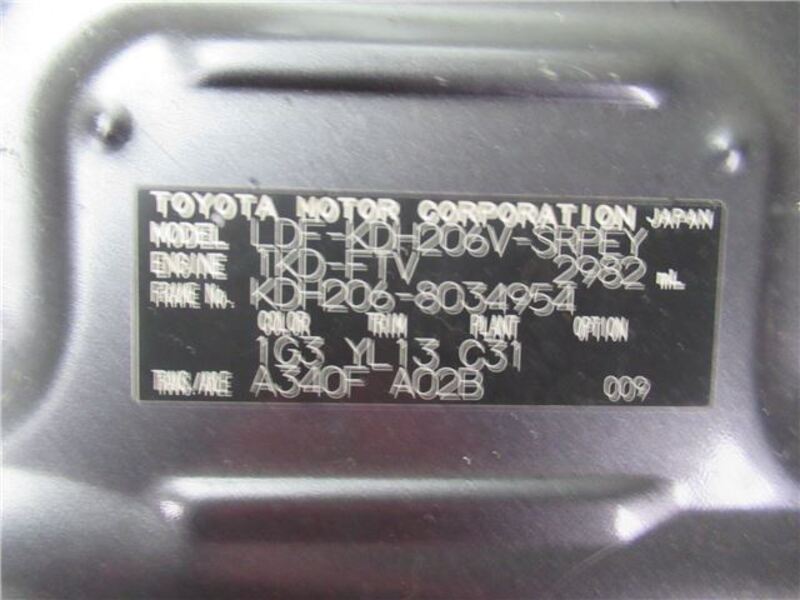 TOYOTA MOTOR CORPORATION JAPAN
MODEL LDF-KDH206V-SRPEY
ENGINE 1KD-FTV 2982 mL
FRAME No. KDH206-8034954
COLOR TRIM PLANT OPTION
1G3 YL13 C31
TRANS./AXLE A340F A02B 009